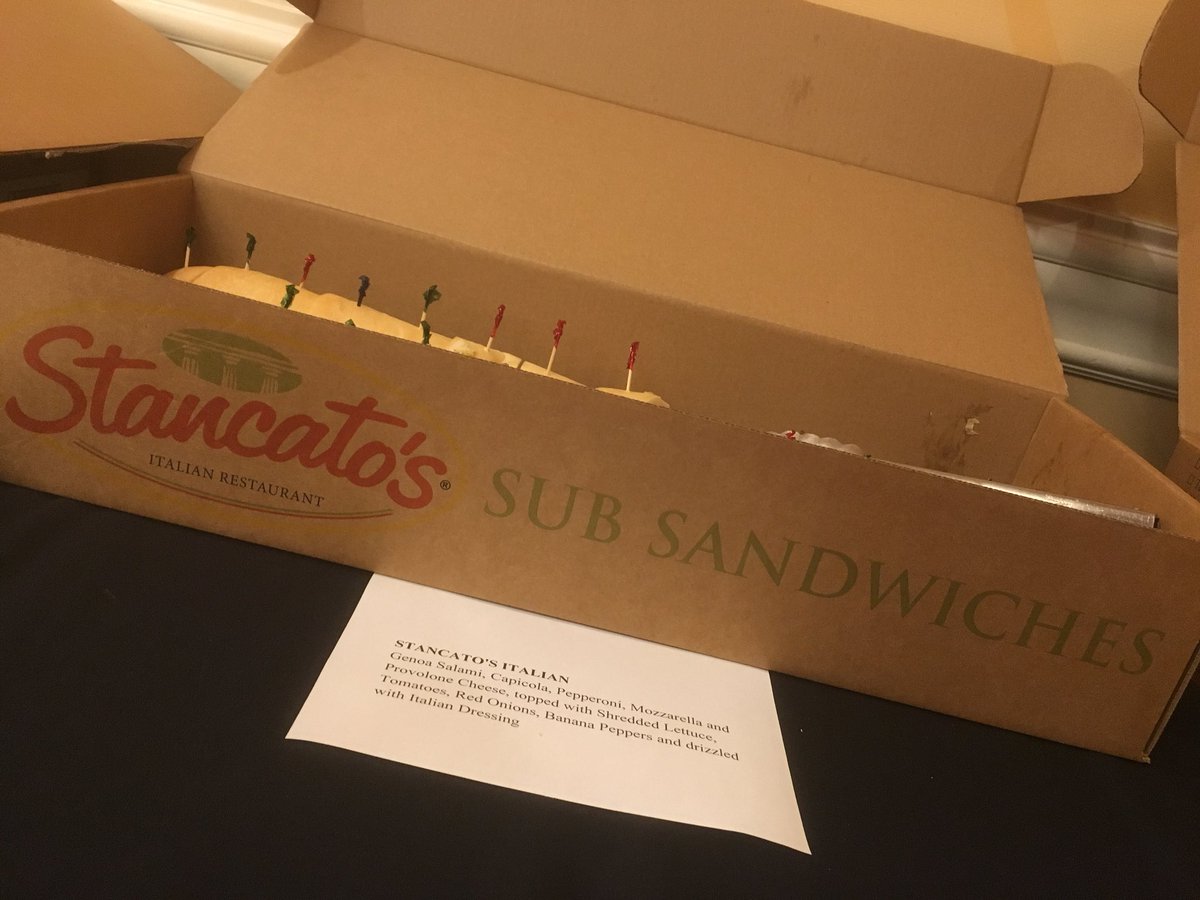 Stancato's®
ITALIAN RESTAURANT
SUB SANDWICHES
STANCATO'S ITALIAN
Genoa Salami, Capicola, Pepperoni, Mozzarella and
Provolone Cheese, topped with Shredded Lettuce,
Tomatoes, Red Onions, Banana Peppers and drizzled
with Italian Dressing